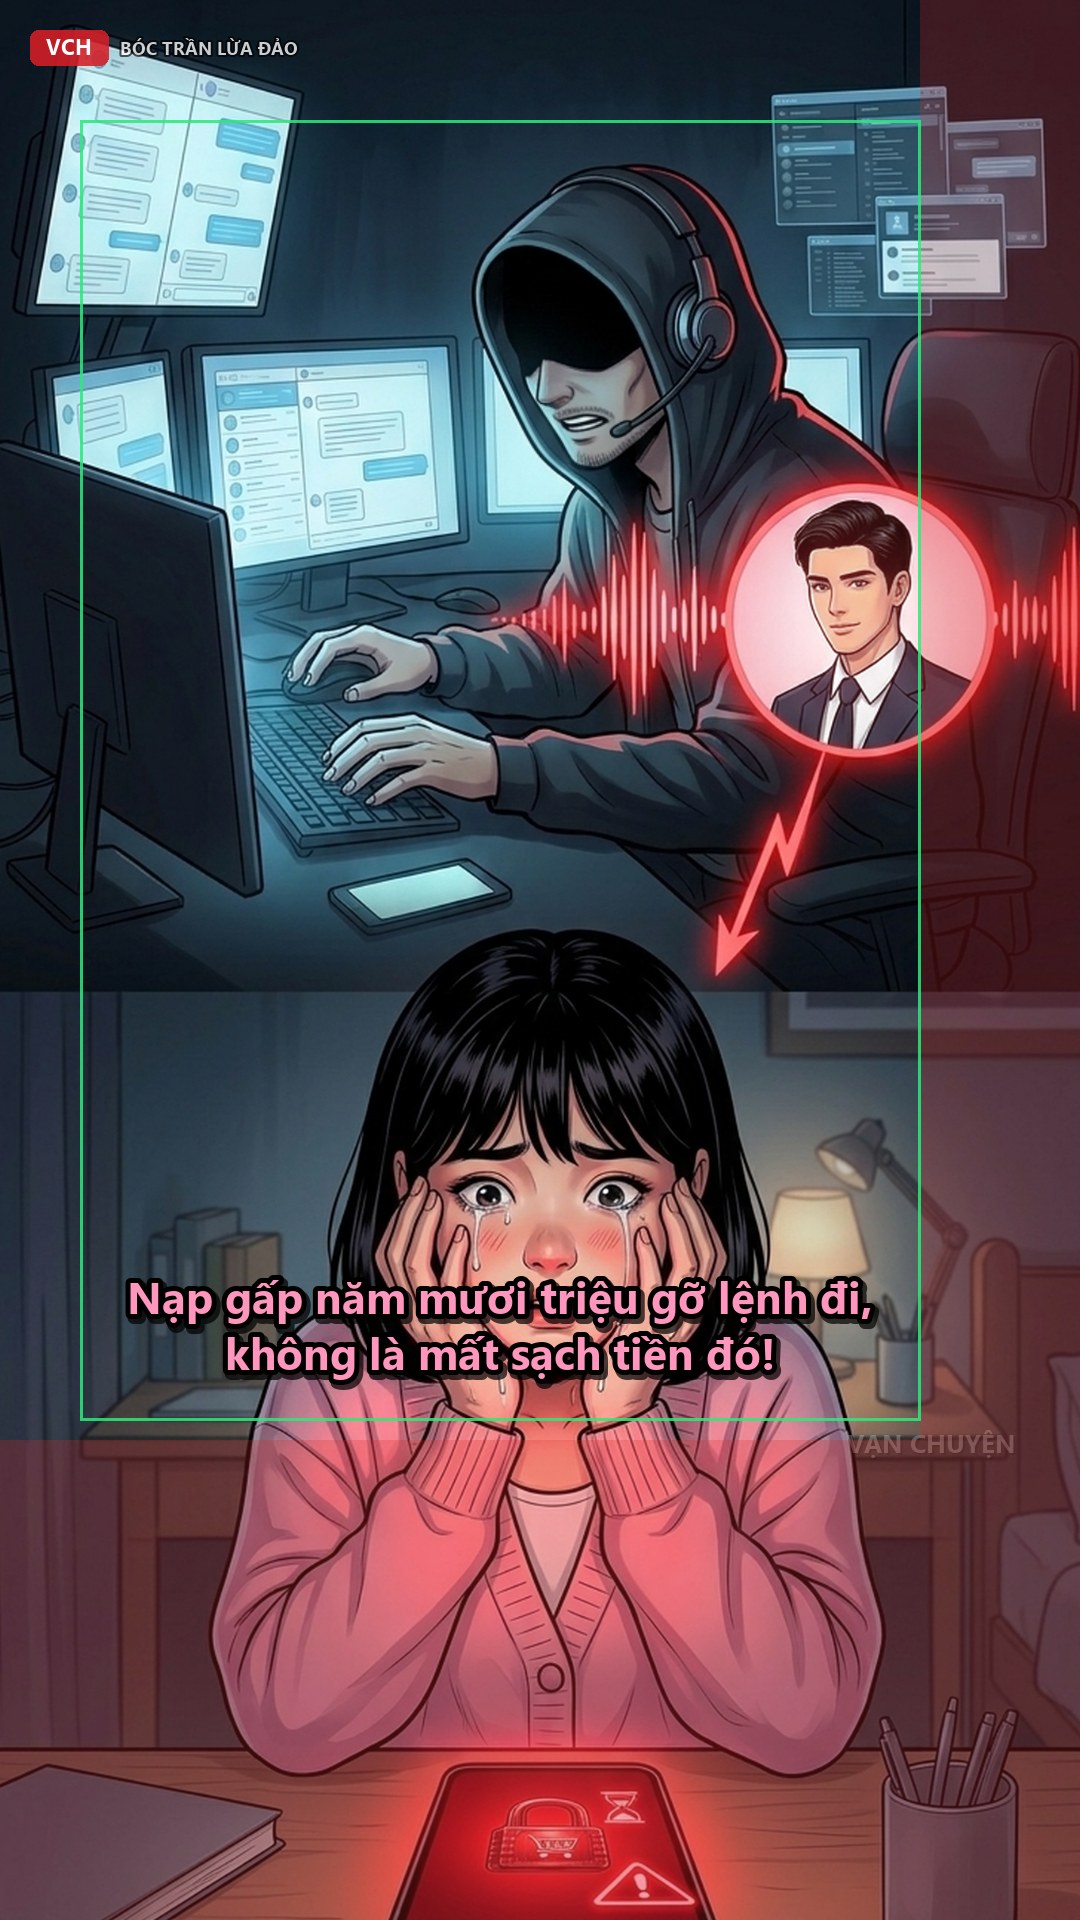 VCH BÓC TRẦN LỪA ĐẢO
Nạp gấp năm mươi triệu gỡ lệnh đi,
không là mất sạch tiền đó!
VẠN CHUYỆN